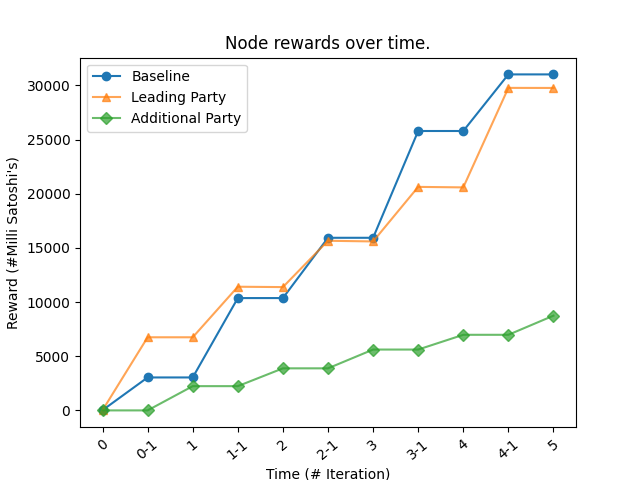 Node rewards over time.
Baseline
Leading Party
Additional Party
Reward (#Milli Satoshi's)
30000
25000
20000
15000
10000
5000
0
0 0-1 1 1-1 2 2-1 3 3-1 4 4-1 5
Time (# Iteration)